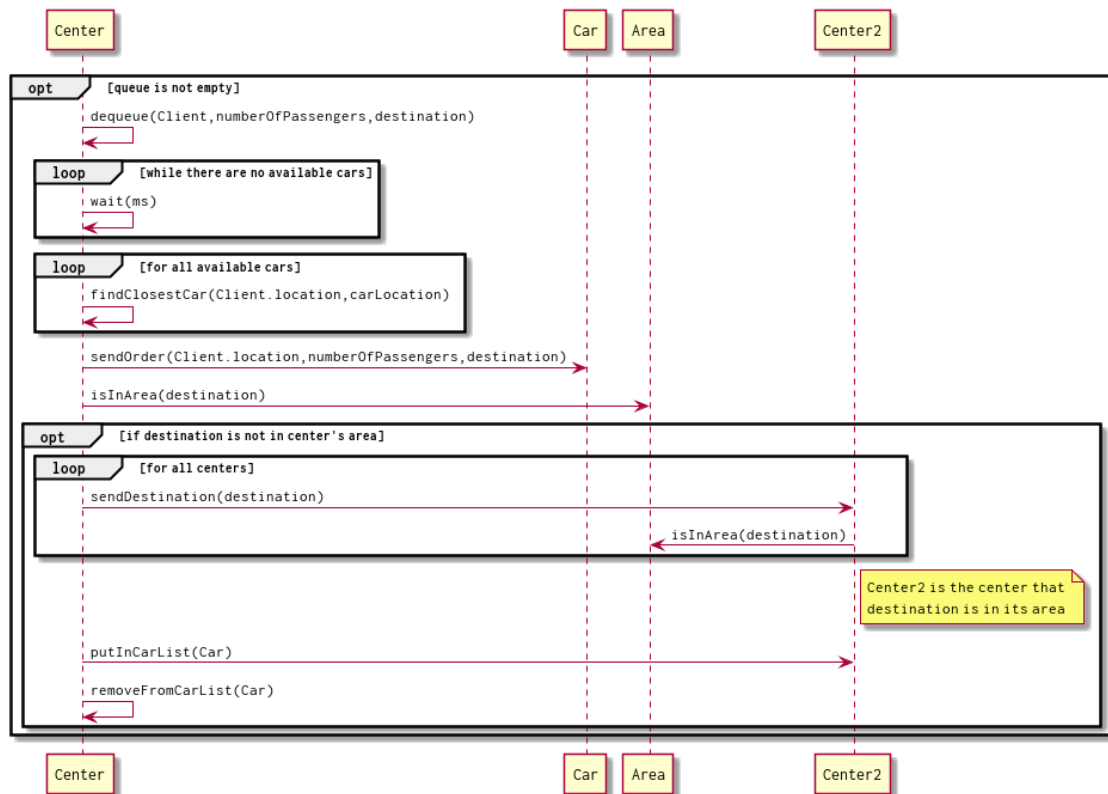 Center Car Area Center2
opt [queue is not empty]
dequeue(Client,numberOfPassengers,destination)
loop [while there are no available cars]
wait(ms)
loop [for all available cars]
findClosestCar(Client.location,carLocation)
sendOrder(Client.location,numberOfPassengers,destination)
isInArea(destination)
opt [if destination is not in center's area]
loop [for all centers]
sendDestination(destination)
isInArea(destination)
Center2 is the center that
destination is in its area
putInCarList(Car)
removeFromCarList(Car)
Center Car Area Center2